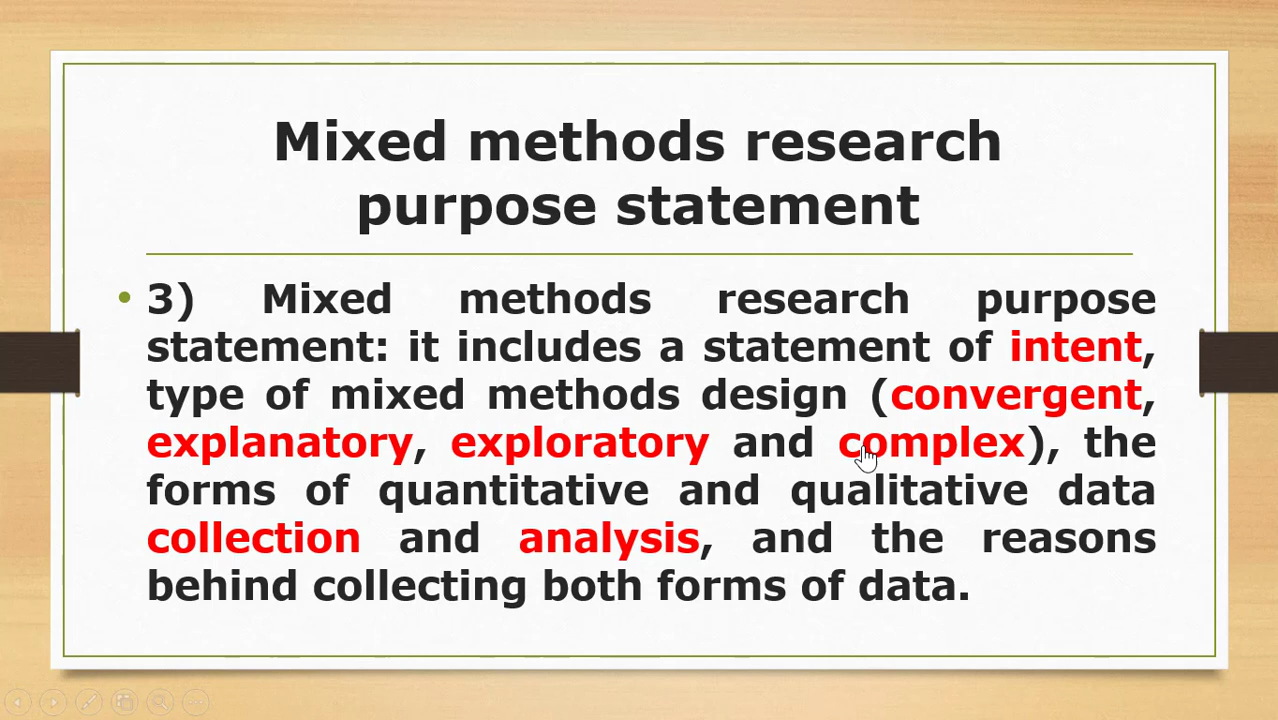 Mixed methods research
purpose statement
• 3) Mixed methods research purpose
statement: it includes a statement of intent,
type of mixed methods design (convergent,
explanatory, exploratory and complex), the
forms of quantitative and qualitative data
collection and analysis, and the reasons
behind collecting both forms of data.